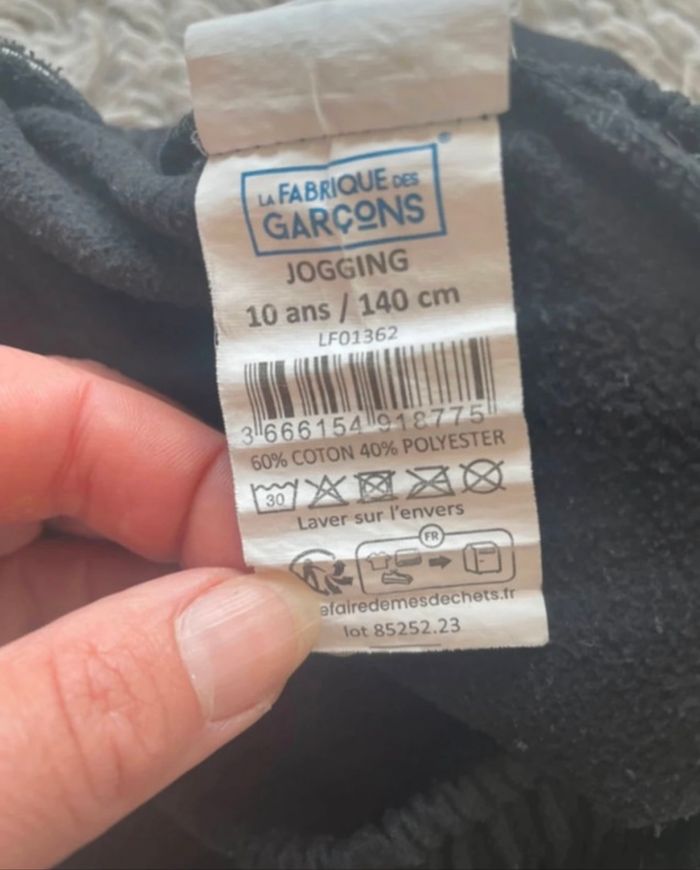 LA FABRIQUE DES
GARÇONS
JOGGING
10 ans / 140 cm
LF01362
3 666154 918775
60% COTON 40% POLYESTER
30
Laver sur l'envers
FR
efairedemesdechets.fr
lot 85252.23